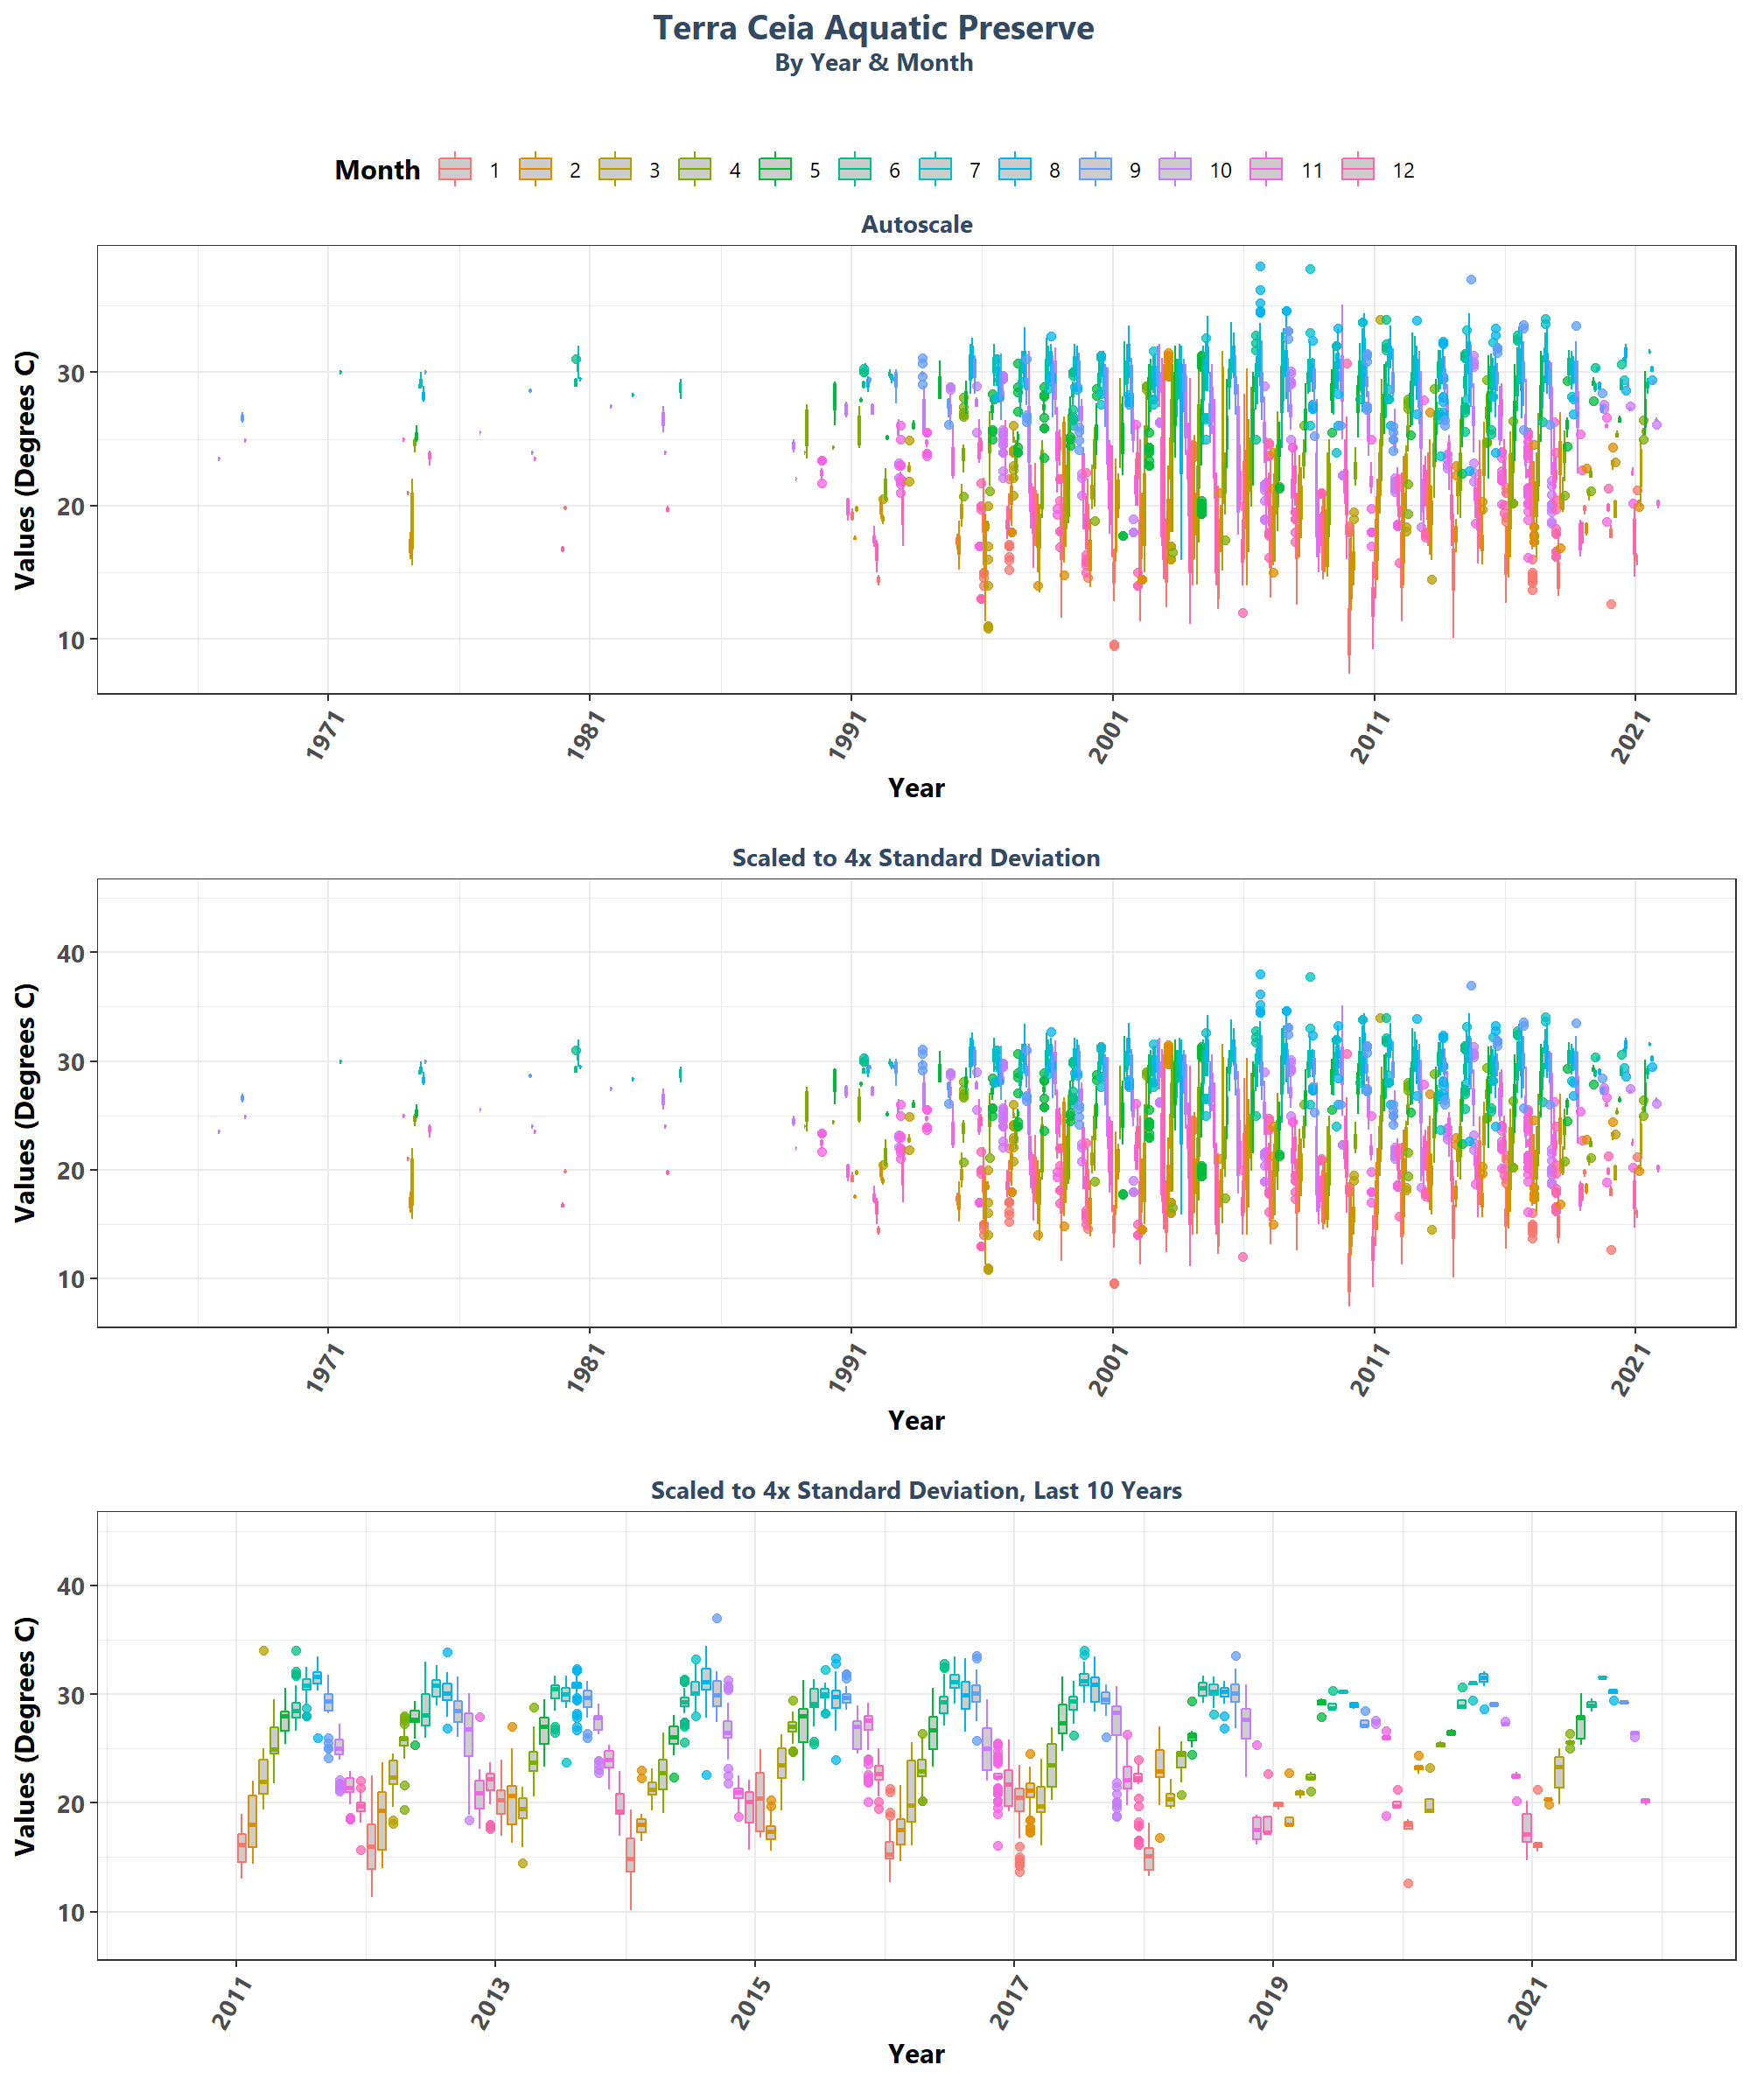 Terra Ceia Aquatic Preserve
By Year & Month
Month 1 2 3 4 5 6 7 8 9 10 11 12
Autoscale
Values (Degrees C)
30
20
10
1971 1981 1991 2001 2011 2021
Year
Scaled to 4x Standard Deviation
Values (Degrees C)
40
30
20
10
1971 1981 1991 2001 2011 2021
Year
Scaled to 4x Standard Deviation, Last 10 Years
Values (Degrees C)
40
30
20
10
2011 2013 2015 2017 2019 2021
Year